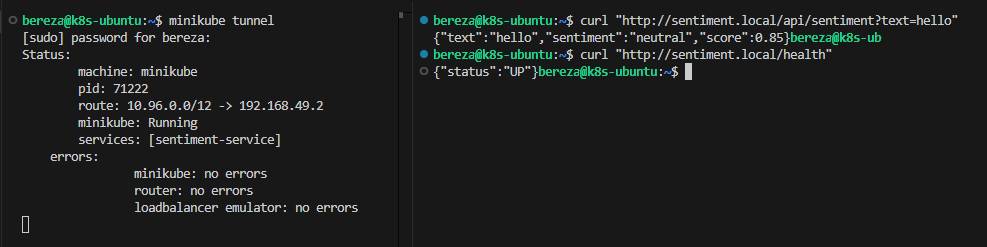 bereza@k8s-ubuntu:~$ minikube tunnel
[sudo] password for bereza:
Status:
machine: minikube
pid: 71222
route: 10.96.0.0/12 -> 192.168.49.2
minikube: Running
services: [sentiment-service]
errors:
minikube: no errors
router: no errors
loadbalancer emulator: no errors
bereza@k8s-ubuntu:~$ curl "http://sentiment.local/api/sentiment?text=hello"
{"text":"hello","sentiment":"neutral","score":0.85}bereza@k8s-ub
bereza@k8s-ubuntu:~$ curl "http://sentiment.local/health"
{"status":"UP"}bereza@k8s-ubuntu:~$